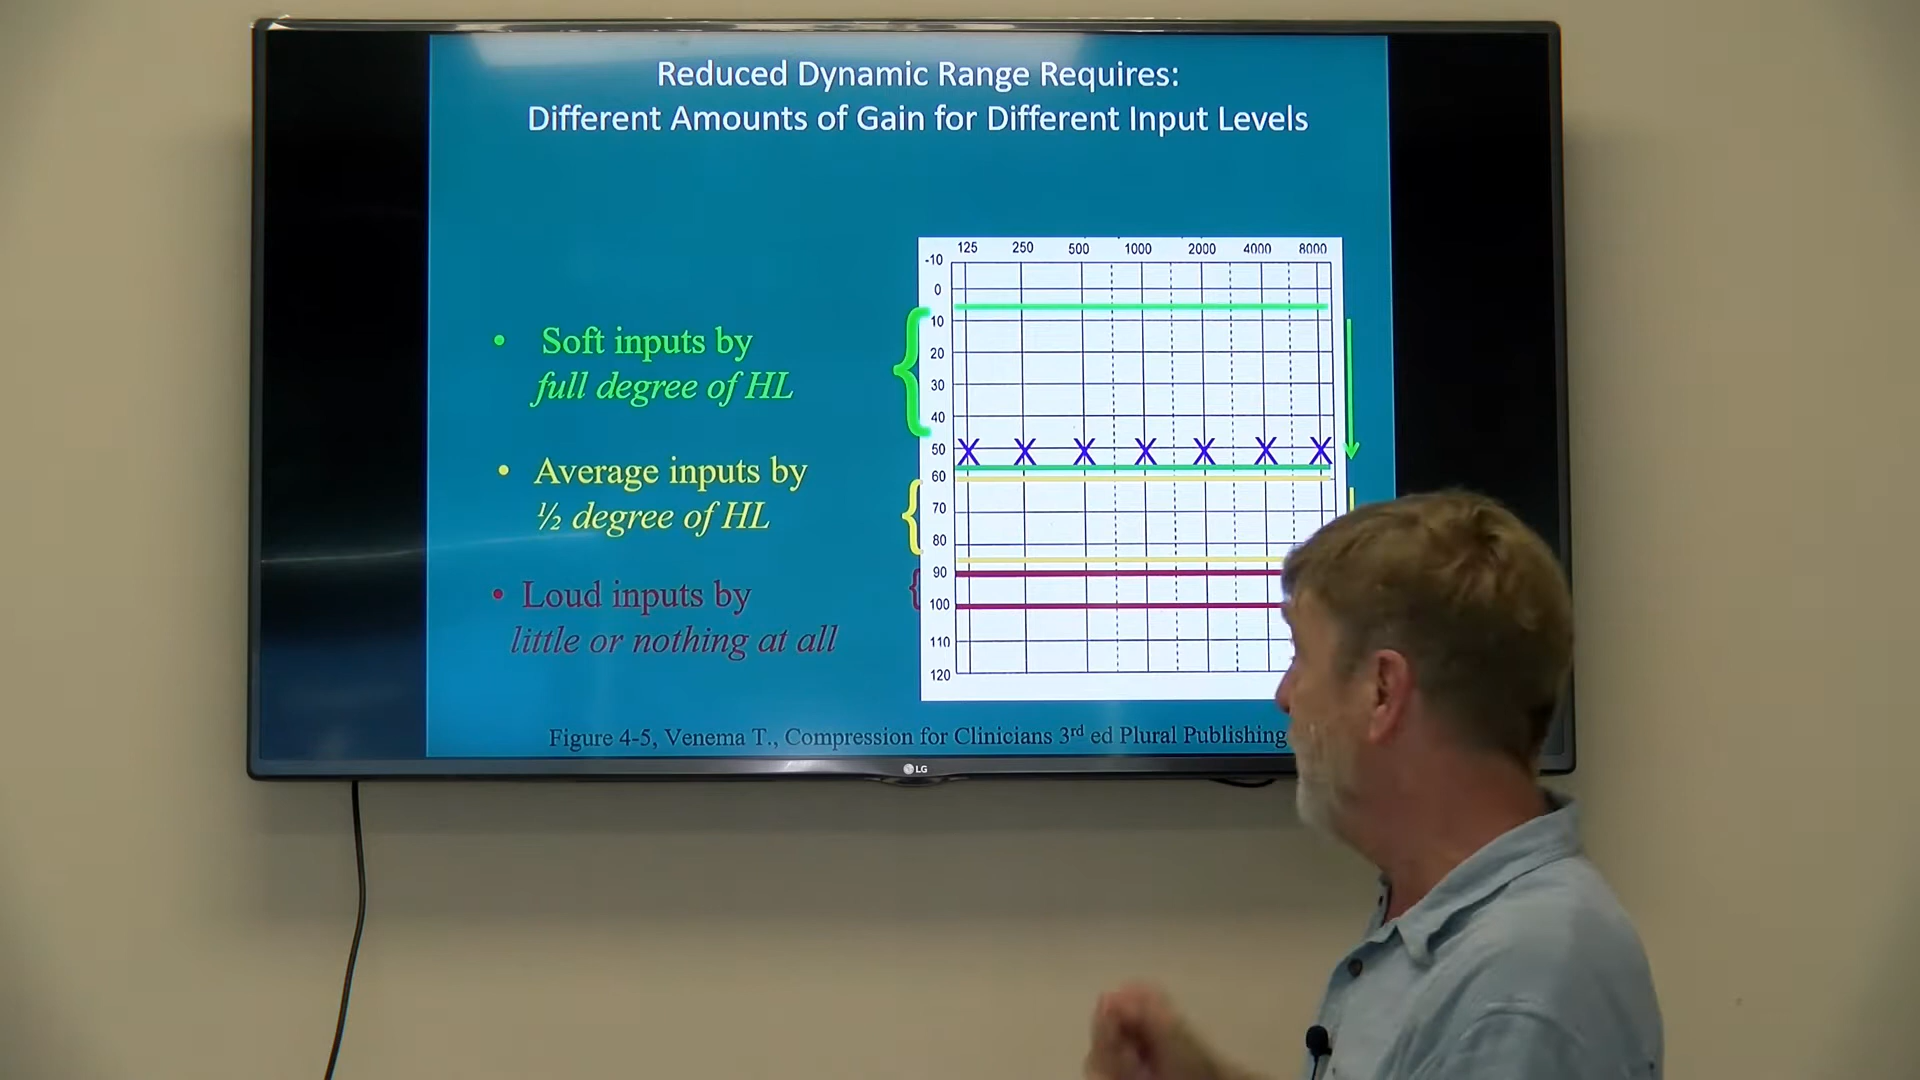 Reduced Dynamic Range Requires:
Different Amounts of Gain for Different Input Levels
• Soft inputs by
full degree of HL
• Average inputs by
½ degree of HL
• Loud inputs by
little or nothing at all
125 250 500 1000 2000 4000 8000
-10
0
10
20
30
40
50
60
70
80
90
100
110
120
X X X X X X X
Figure 4-5, Venema T., Compression for Clinicians 3rd ed Plural Publishing
LG